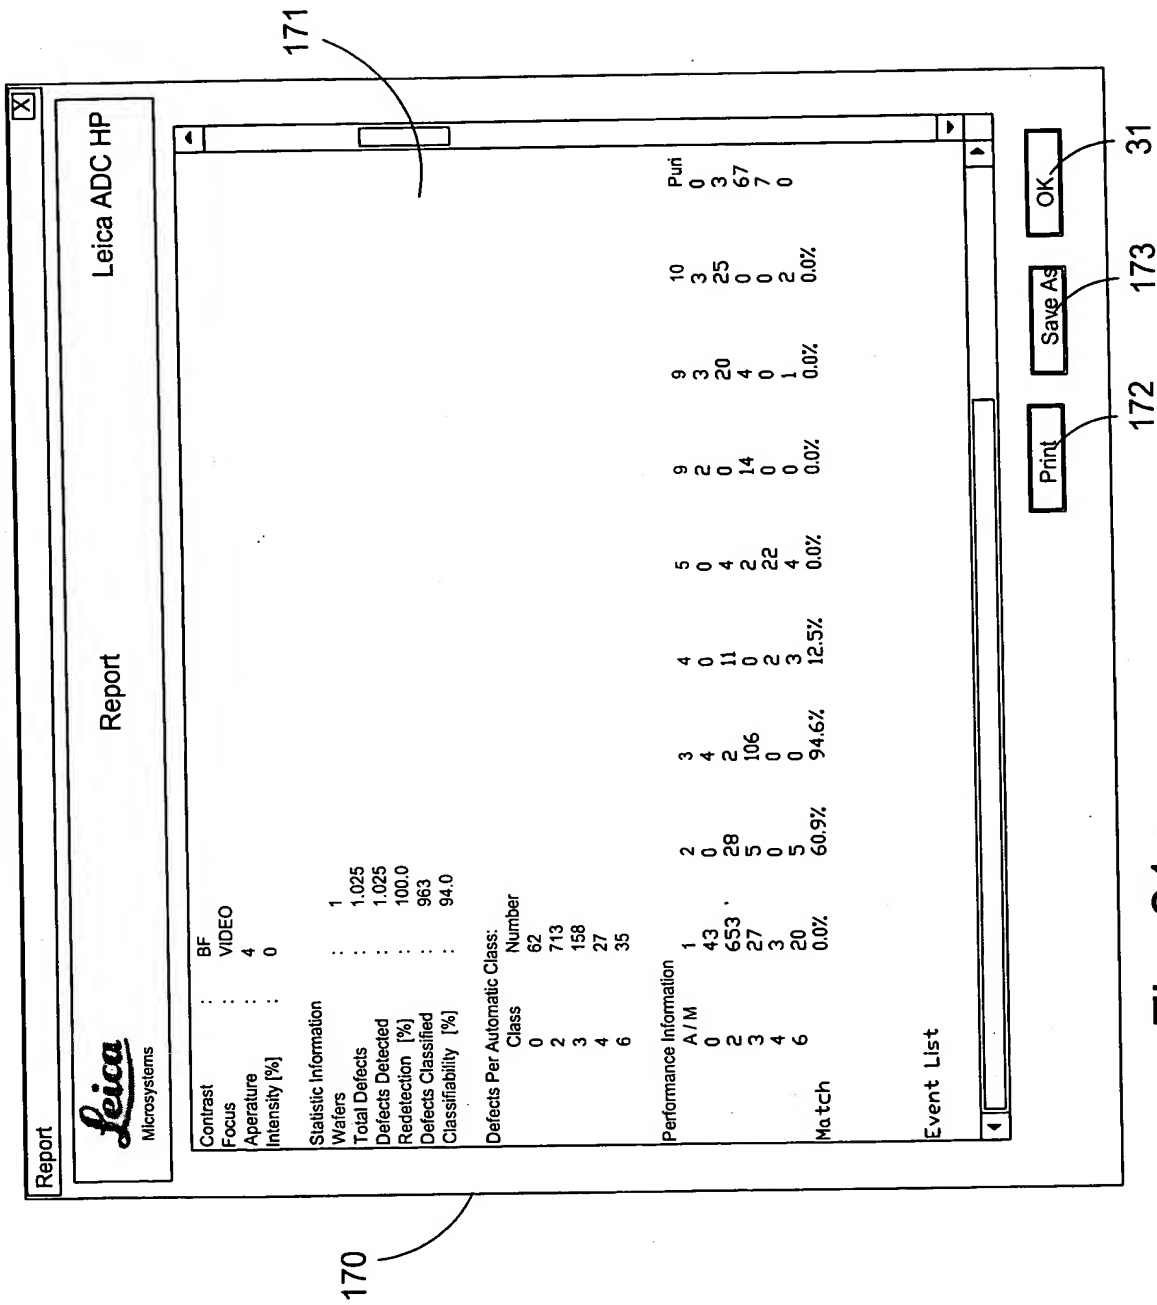 Report X
Leica
Microsystems
Report
Leica ADC HP
Contrast : BF
Focus : VIDEO
Aperature : 4
Intensity [%] : 0
Statistic Information
Wafers : 1
Total Defects : 1.025
Defects Detected : 1.025
Redetection [%] : 100.0
Defects Classified : 963
Classifiability [%] : 94.0
Defects Per Automatic Class:
Class Number
0 62
2 713
3 158
4 27
6 35
Performance Information
A / M 1 2 3 4 5 9 9 10 Puri
0 43 0 4 0 0 2 3 3 0
2 653 28 2 11 4 0 20 25 3
3 27 5 106 0 2 14 4 0 67
4 3 0 0 2 22 0 0 0 7
6 20 5 0 3 4 0 1 2 0
Match 0.0% 60.9% 94.6% 12.5% 0.0% 0.0% 0.0% 0.0%
Event List
Print
Save As
OK
170
171
172
173
31